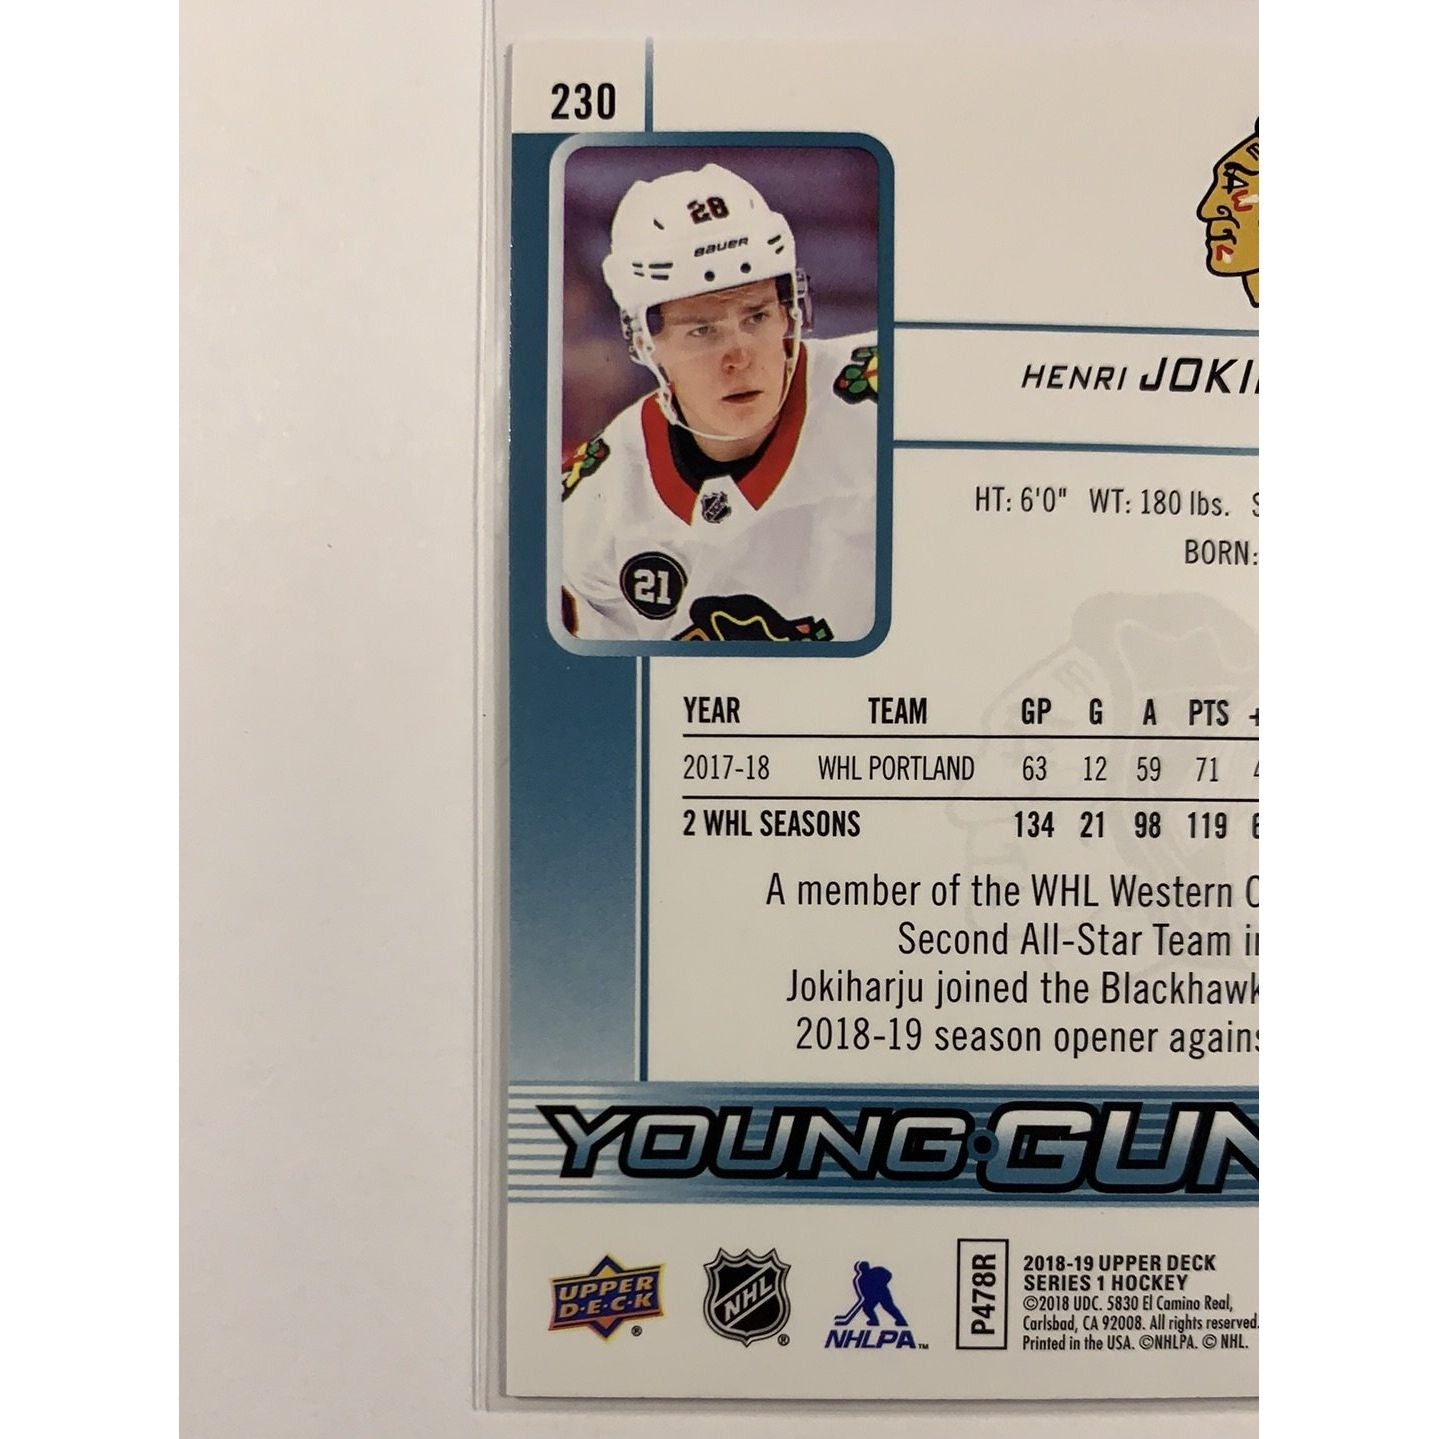 230
28
BAUER
HENRI JOKI
HT: 6'0" WT: 180 lbs. S
BORN:
21
YEAR TEAM GP G A PTS +
2017-18 WHL PORTLAND 63 12 59 71 4
2 WHL SEASONS 134 21 98 119 6
A member of the WHL Western C
Second All-Star Team in
Jokiharju joined the Blackhawk
2018-19 season opener agains
YOUNG GUN
UPPER
D·E·C·K
®
NHL
®
NHLPA™
P478R
2018-19 UPPER DECK
SERIES 1 HOCKEY
©2018 UDC. 5830 El Camino Real,
Carlsbad, CA 92008. All rights reserved.
Printed in the USA. ©NHLPA. © NHL.